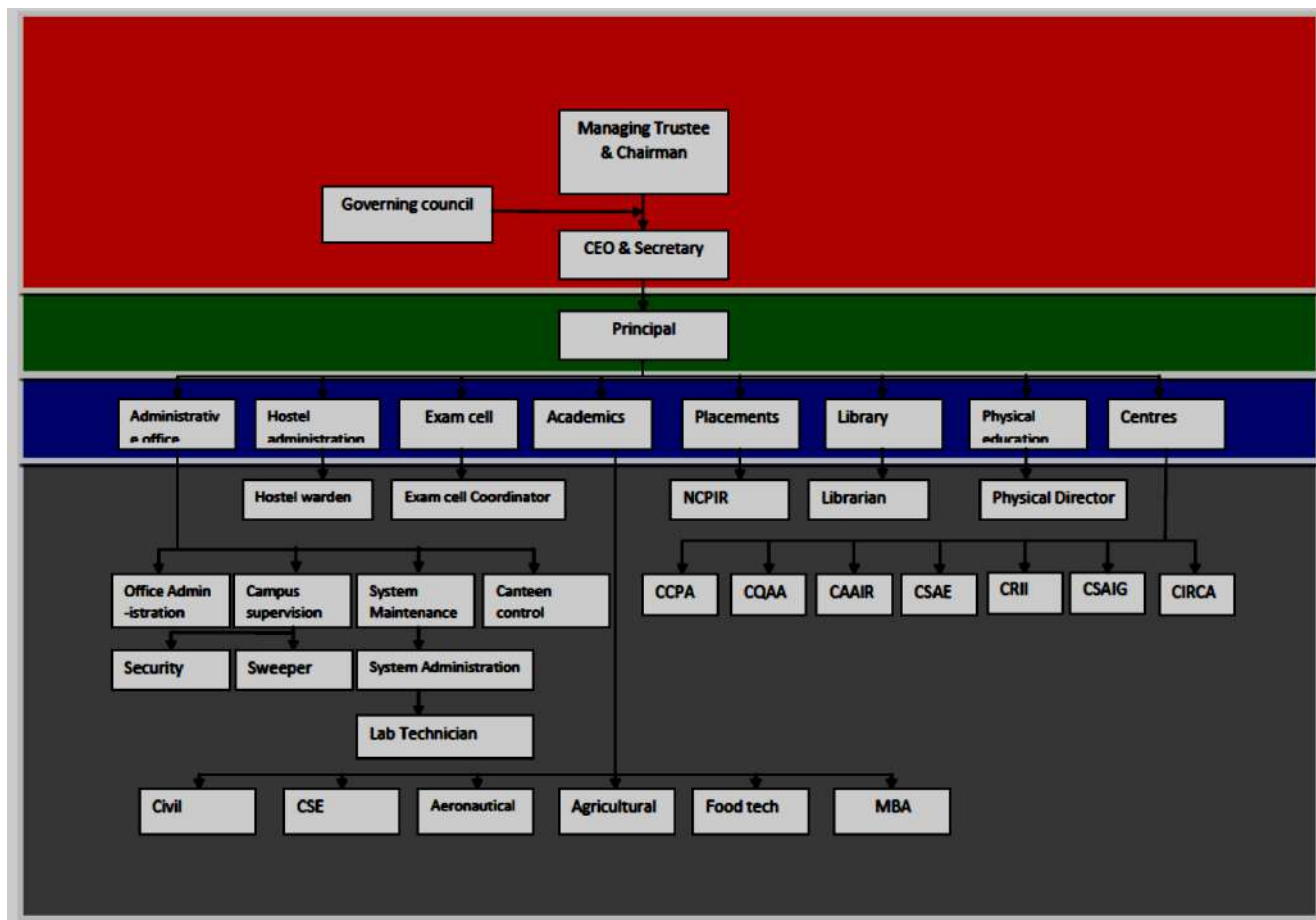 Managing Trustee
& Chairman
Governing council
CEO & Secretary
Principal
Administrativ
e office
Hostel
administration
Exam cell
Academics
Placements
Library
Physical
education
Centres
Hostel warden
Exam cell Coordinator
NCPIR
Librarian
Physical Director
Office Admin
-istration
Campus
supervision
System
Maintenance
Canteen
control
CCPA
CQAA
CAAIR
CSAE
CRII
CSAIG
CIRCA
Security
Sweeper
System Administration
Lab Technician
Civil
CSE
Aeronautical
Agricultural
Food tech
MBA